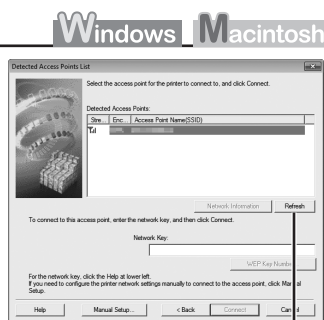 Windows Macintosh
Detected Access Points List
Select the access point for the printer to connect to, and click Connect.
Detected Access Points:
Stre... Enc... Access Point Name(SSID)
Network Information Refresh
To connect to this access point, enter the network key, and then click Connect.
Network Key:
WEP Key Number
For the network key, click the Help at lower left.
If you need to configure the printer network settings manually to connect to the access point, click Manual
Setup.
Help Manual Setup... < Back Connect Cancel